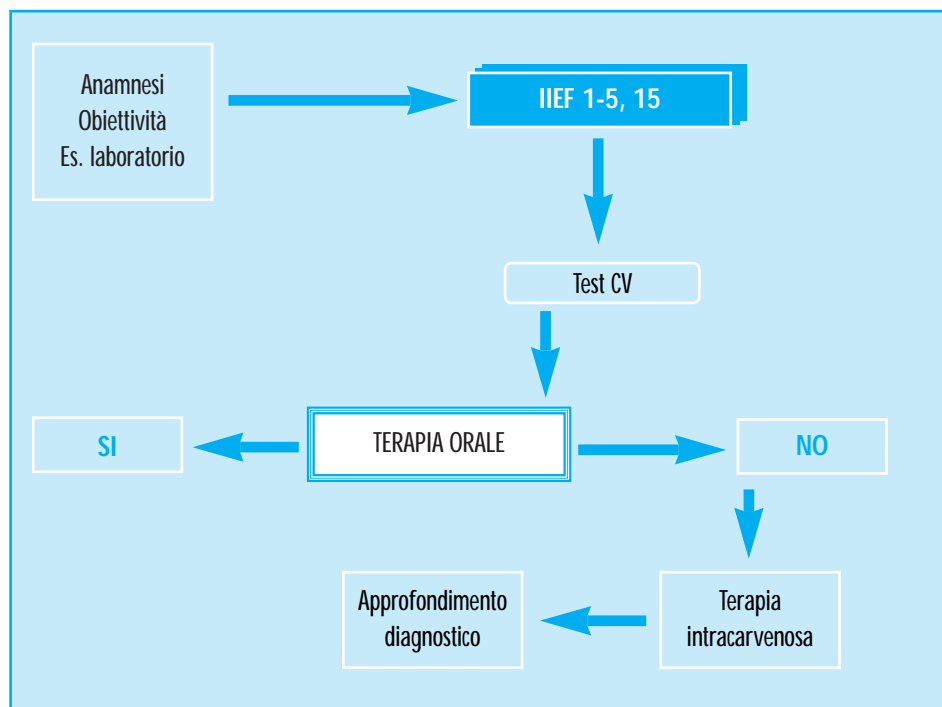 Anamnesi
Obiettività
Es. laboratorio
IIEF 1-5, 15
Test CV
SI
TERAPIA ORALE
NO
Approfondimento
diagnostico
Terapia
intracarvenosa